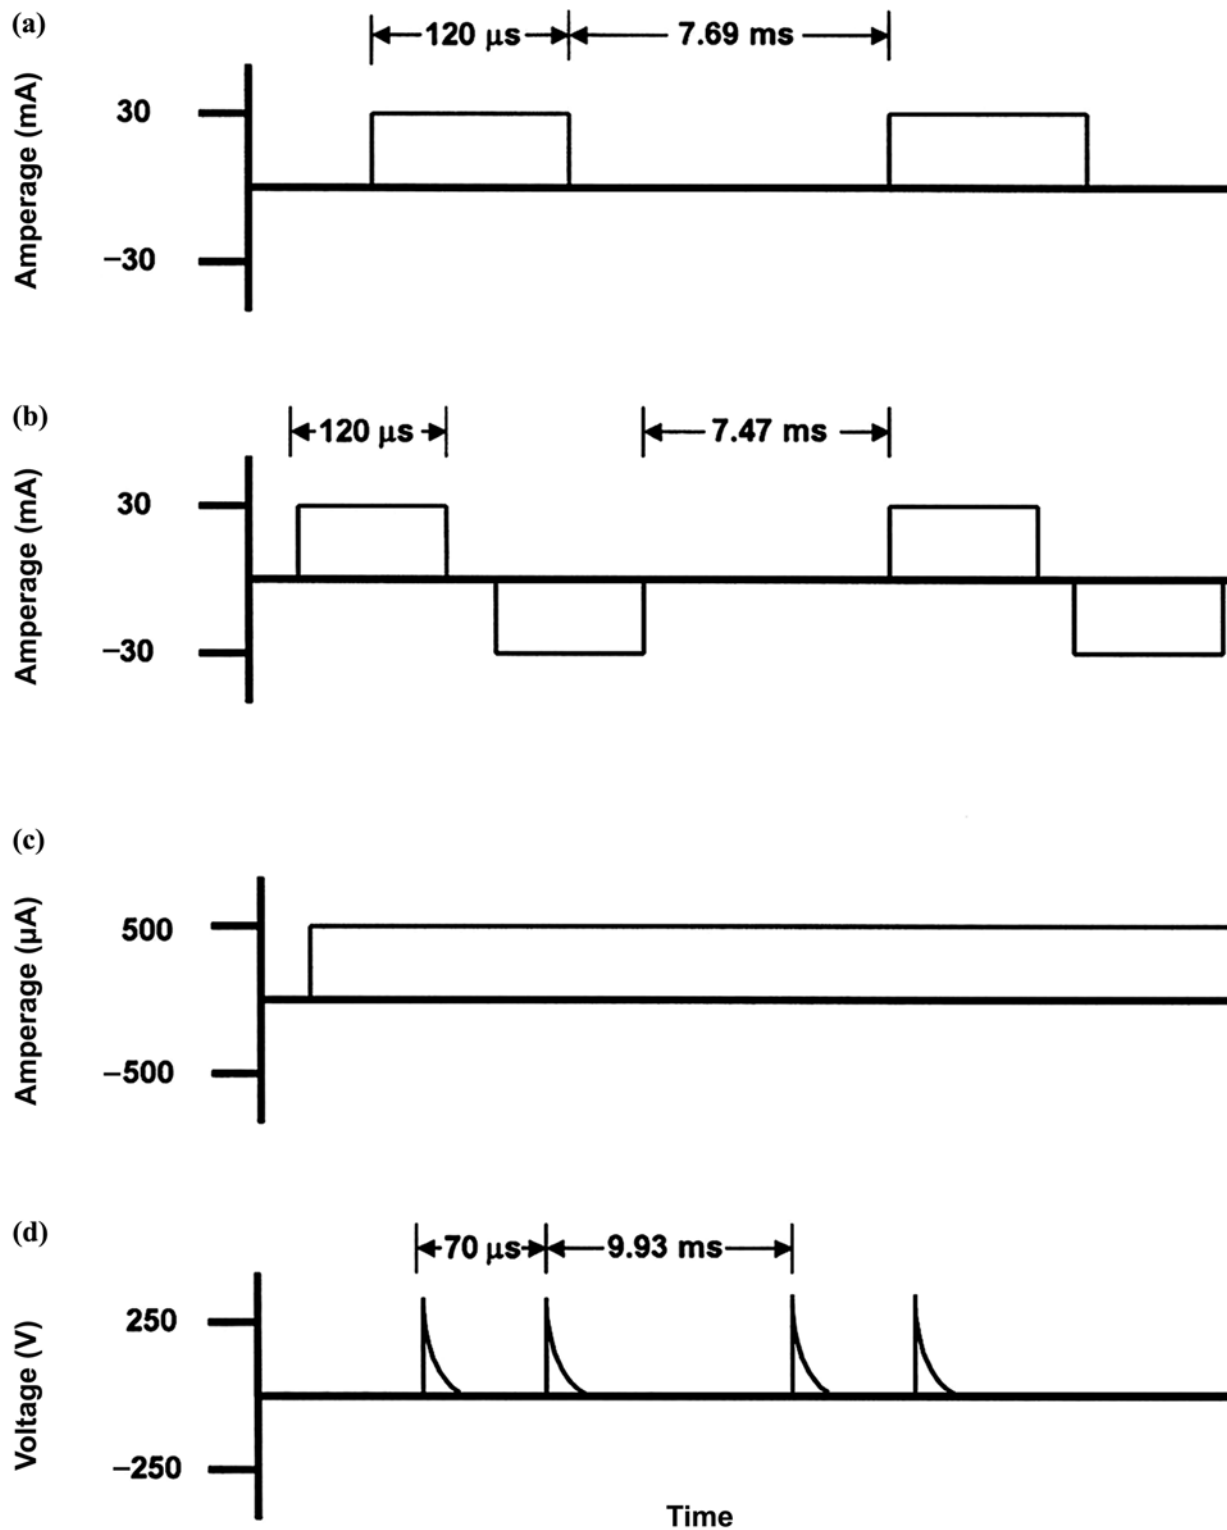 (a)
120 μs 7.69 ms
Amperage (mA)
30
−30
(b)
120 μs 7.47 ms
Amperage (mA)
30
−30
(c)
Amperage (μA)
500
−500
(d)
70 μs 9.93 ms
Voltage (V)
250
−250
Time